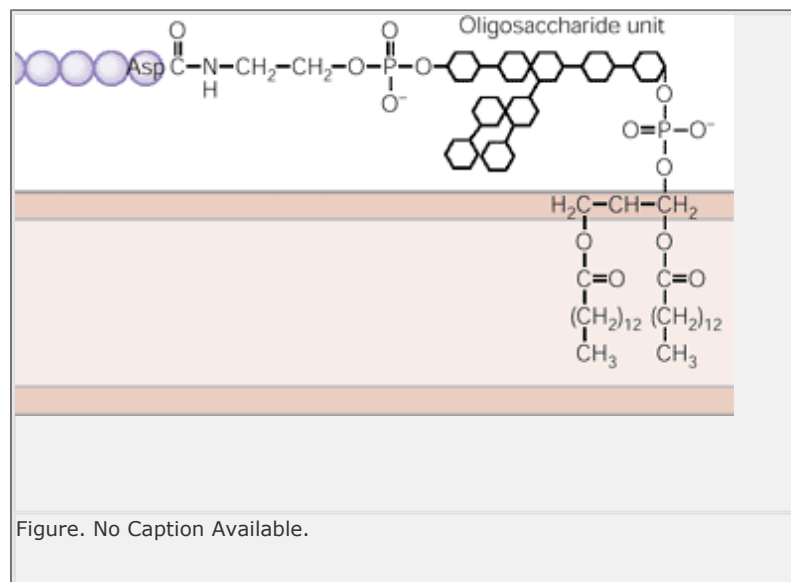 Oligosaccharide unit
O O
Asp C–N–CH₂–CH₂–O–P–O
H O⁻ O
O=P–O⁻
O
H₂C–CH–CH₂
O O
C=O C=O
(CH₂)₁₂ (CH₂)₁₂
CH₃ CH₃
Figure. No Caption Available.